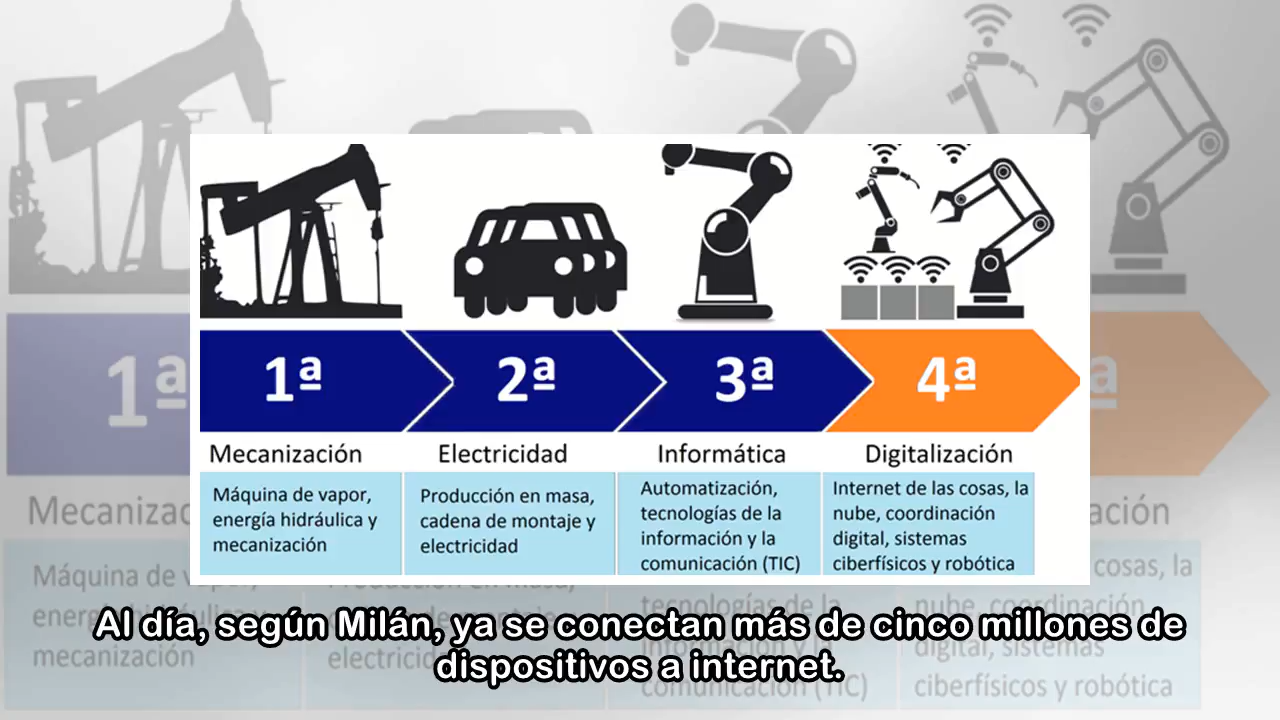 1ª
2ª
3ª
4ª
Mecanización
Electricidad
Informática
Digitalización
Máquina de vapor,
energía hidráulica y
mecanización
Producción en masa,
cadena de montaje y
electricidad
Automatización,
tecnologías de la
información y la
comunicación (TIC)
Internet de las cosas, la
nube, coordinación
digital, sistemas
ciberfísicos y robótica
Al día, según Milán, ya se conectan más de cinco millones de
dispositivos a internet.